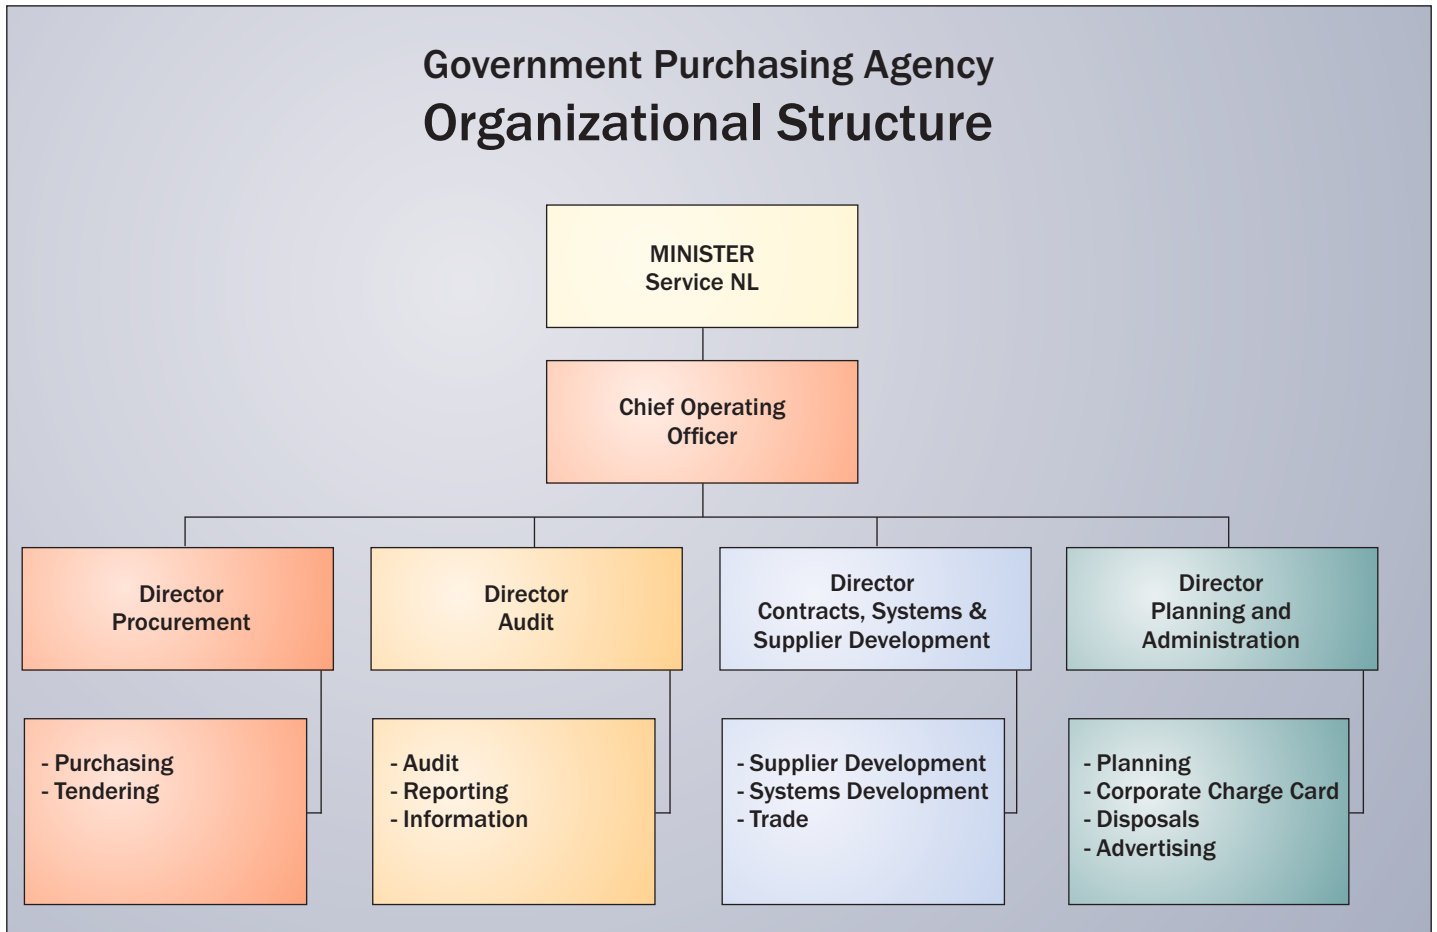 Government Purchasing Agency
Organizational Structure
MINISTER
Service NL
Chief Operating
Officer
Director
Procurement
Director
Audit
Director
Contracts, Systems &
Supplier Development
Director
Planning and
Administration
- Purchasing
- Tendering
- Audit
- Reporting
- Information
- Supplier Development
- Systems Development
- Trade
- Planning
- Corporate Charge Card
- Disposals
- Advertising